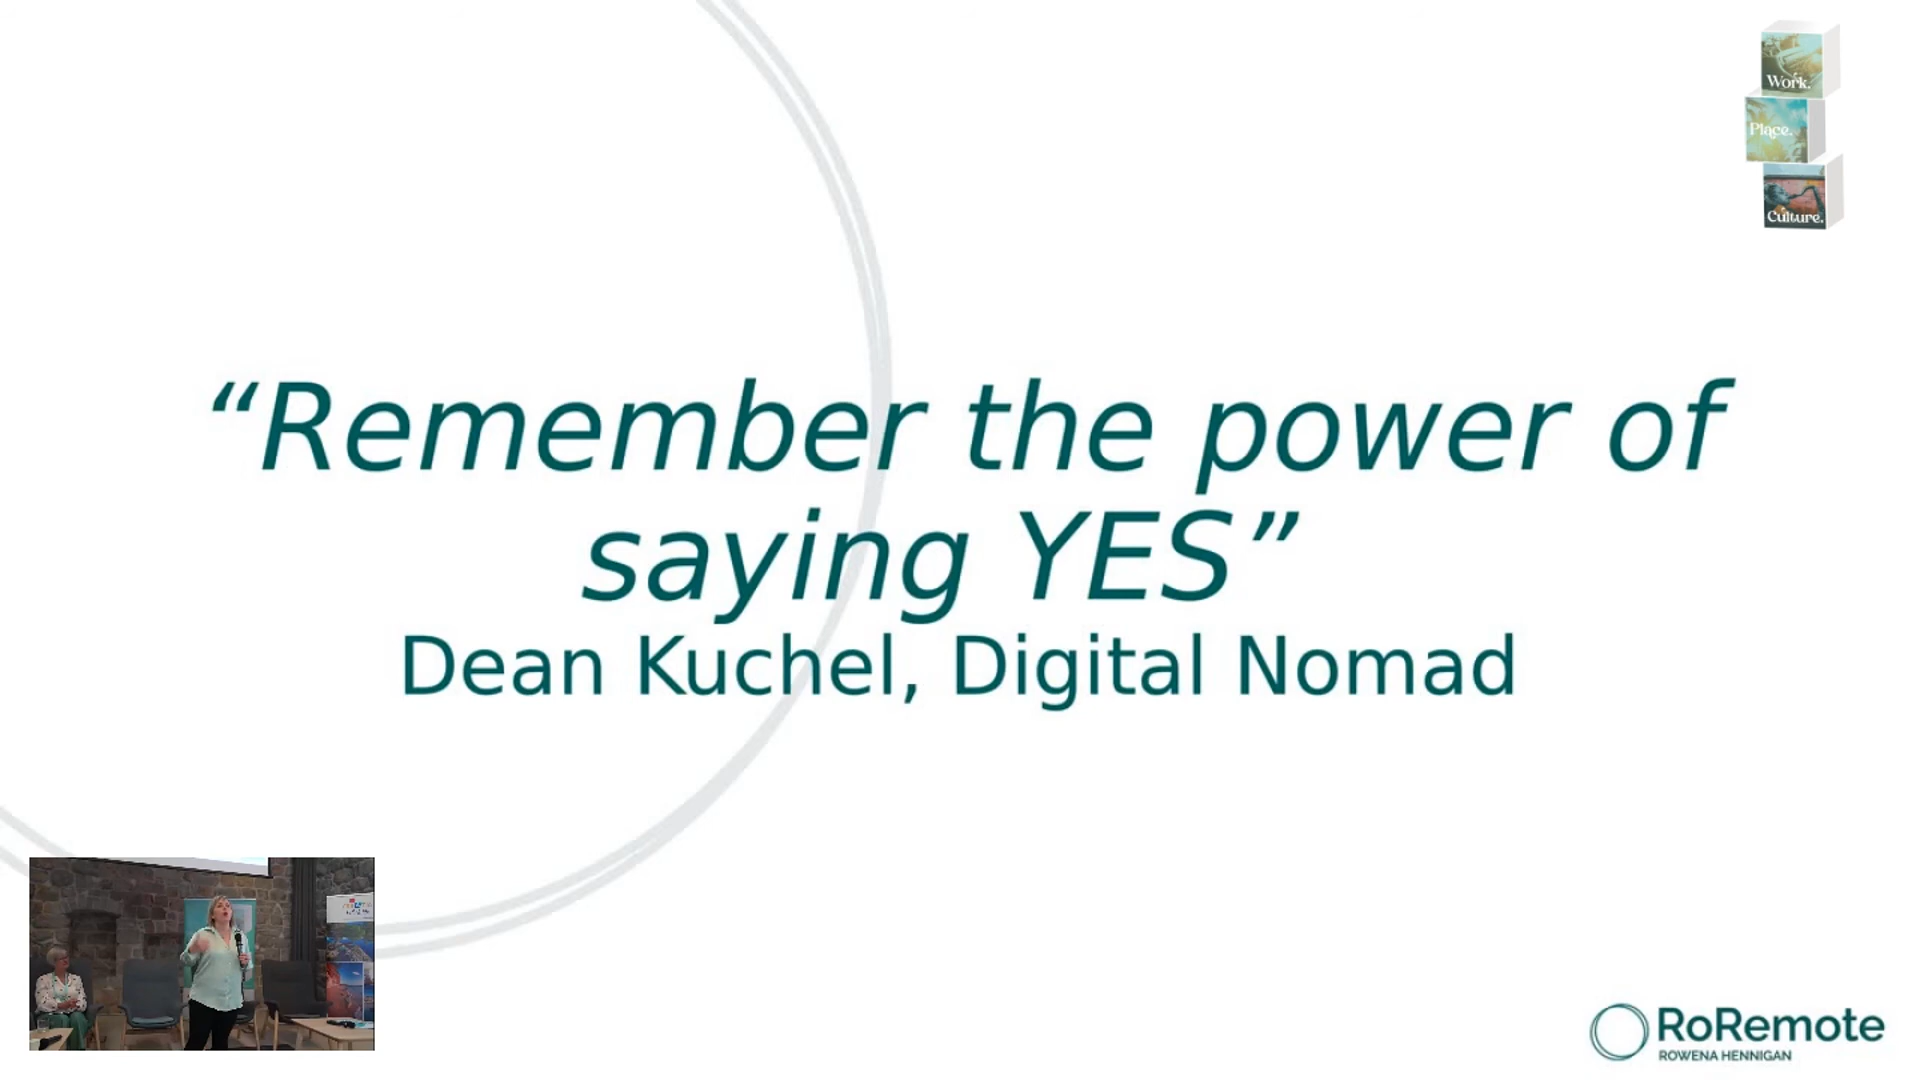 Work.
Place.
Culture.
“Remember the power of
saying YES”
Dean Kuchel, Digital Nomad
RoRemote
ROWENA HENNIGAN